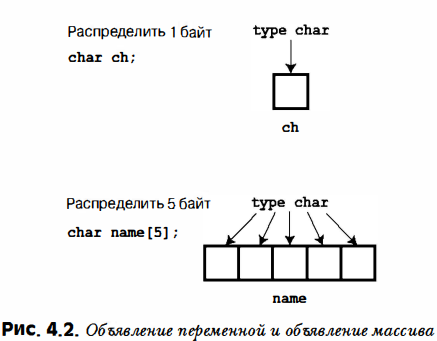 Распределить 1 байт
type char
char ch;
ch
Распределить 5 байт
type char
char name[5];
name
Рис. 4.2. Объявление переменной и объявление массива